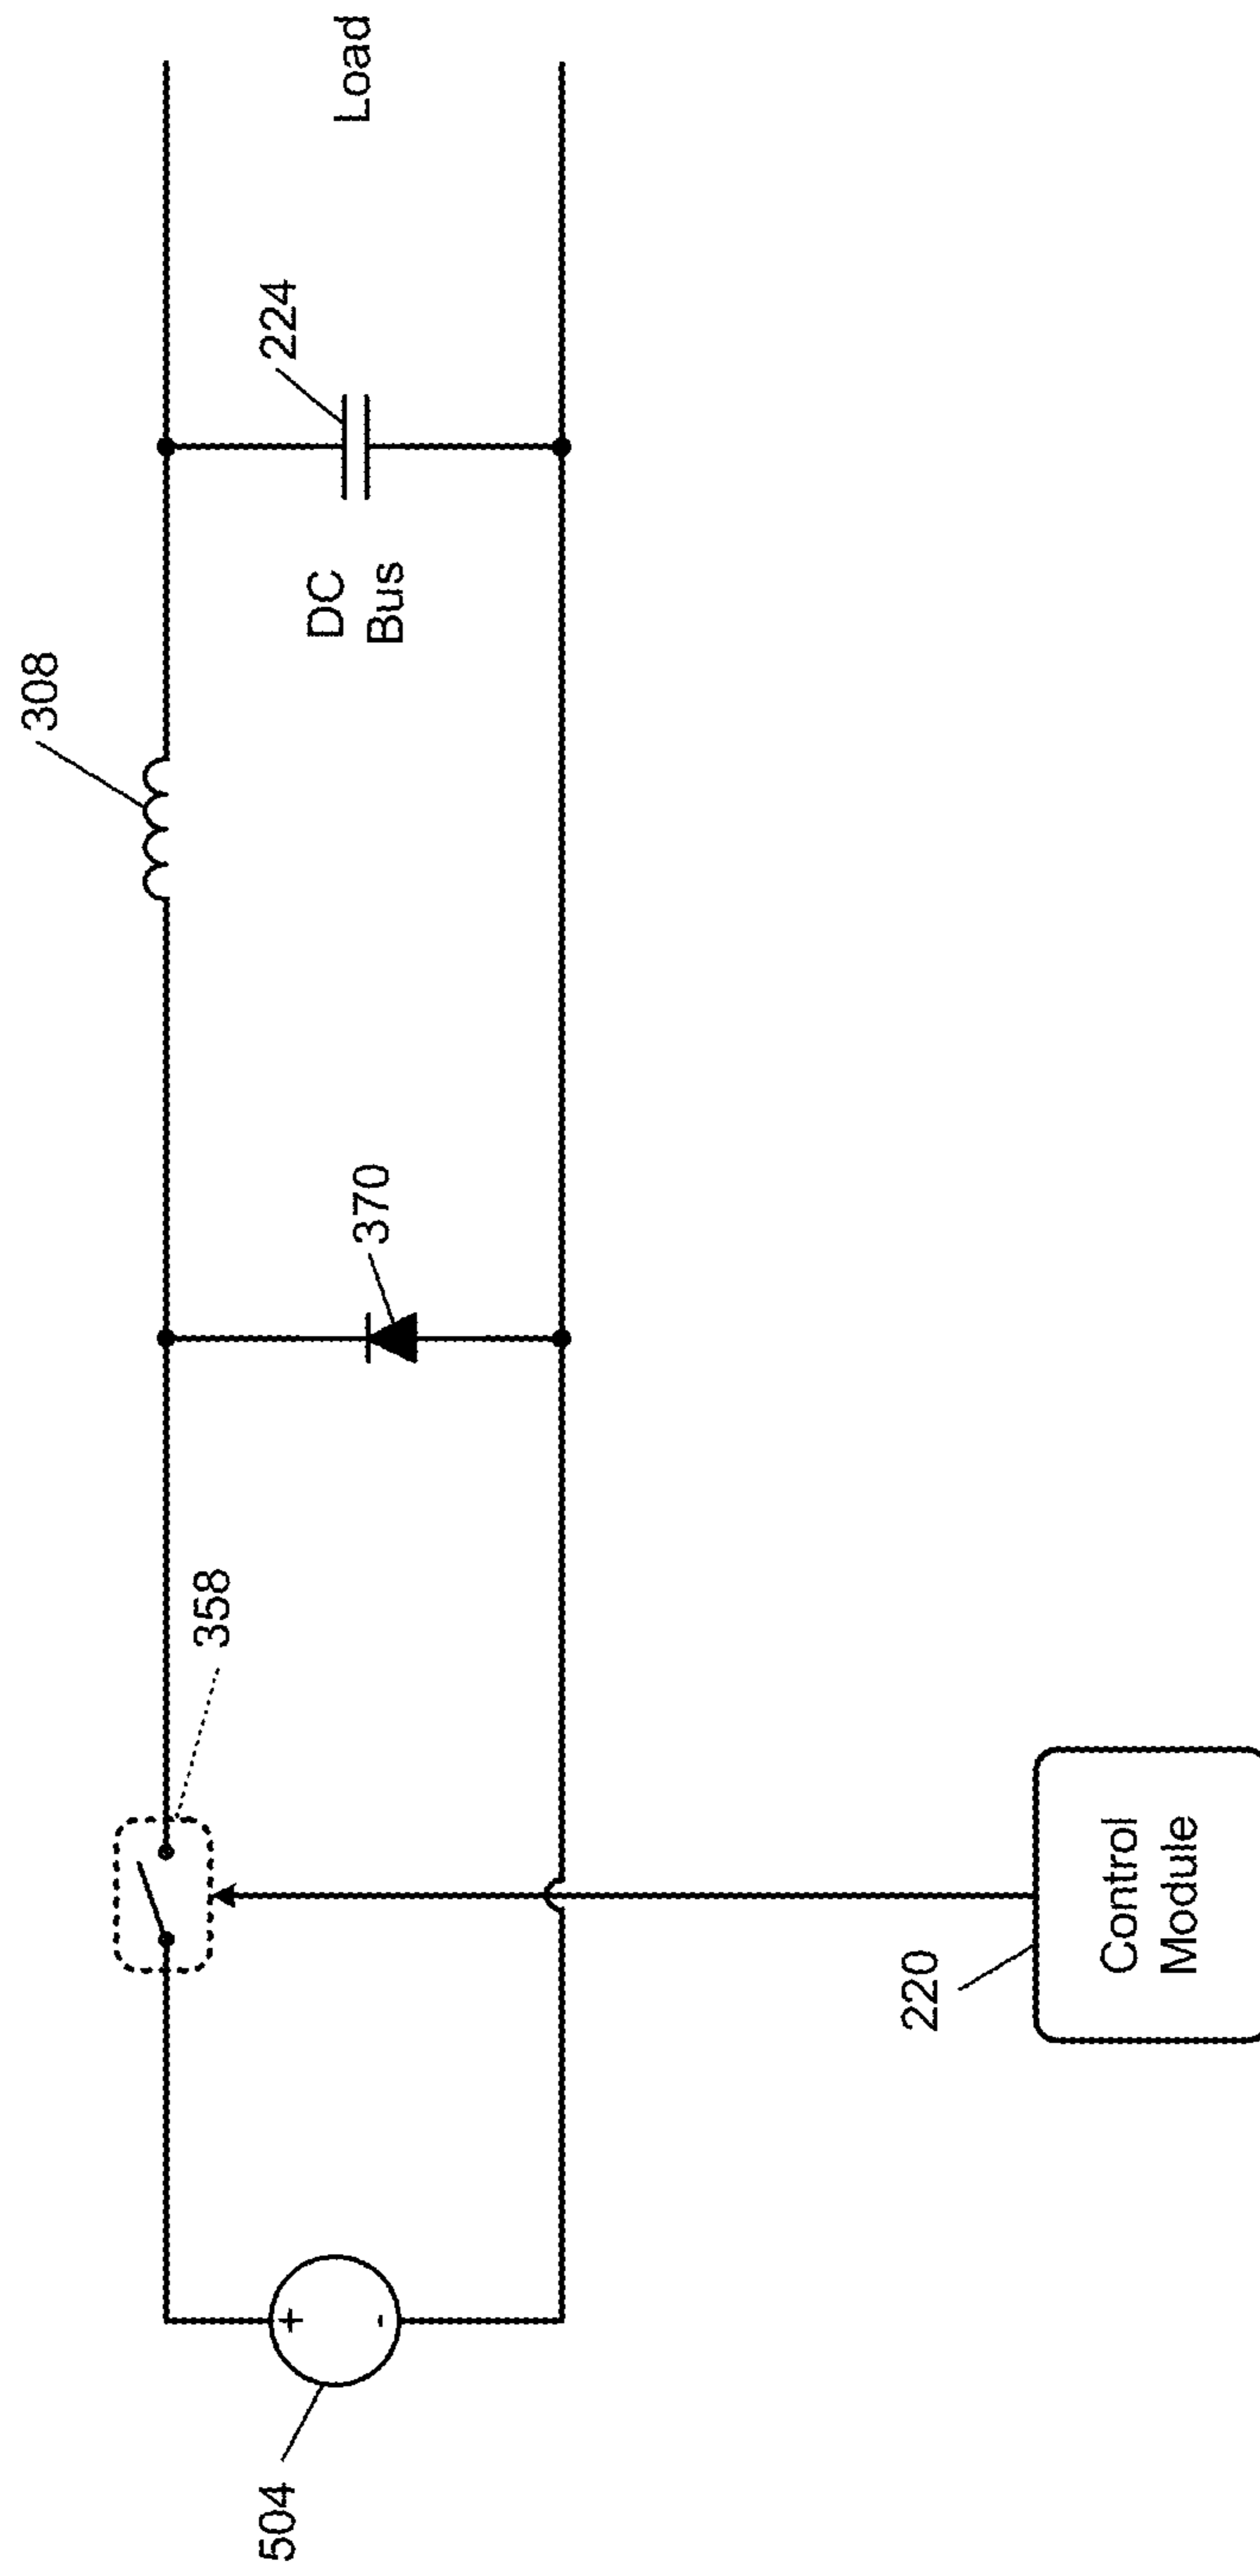 308
224
DC
Bus
Load
370
358
504
+
-
220
Control
Module